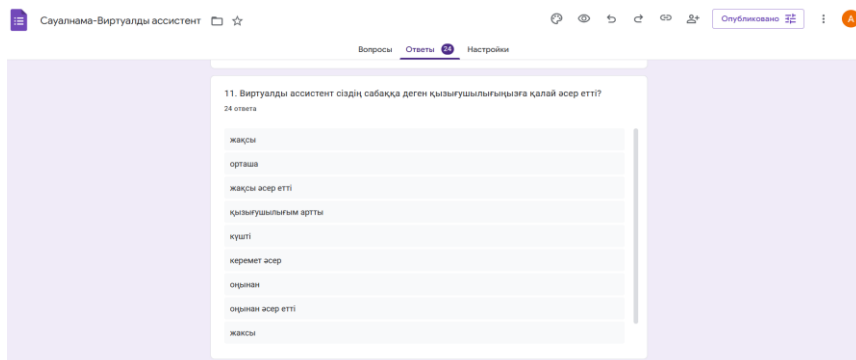 Сауалнама-Виртуалды ассистент
Опубликовано
А
Вопросы Ответы 24 Настройки
11. Виртуалды ассистент сіздің сабаққа деген қызығушылығыңызға қалай әсер етті?
24 ответа
жақсы
орташа
жақсы әсер етті
қызығушылығым артты
күшті
керемет әсер
оңынан
оңынан әсер етті
жаксы